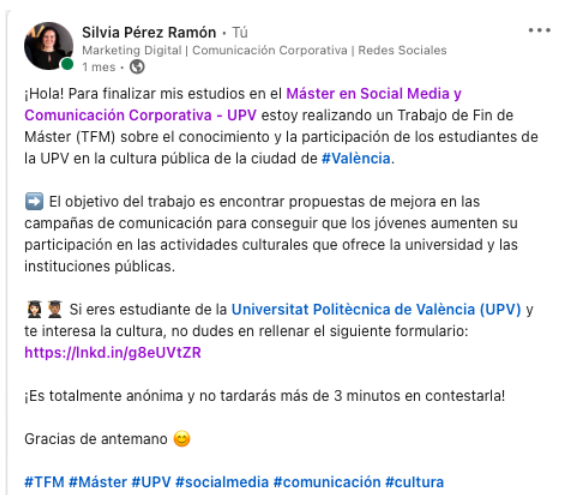 Silvia Pérez Ramón • Tú
Marketing Digital | Comunicación Corporativa | Redes Sociales
1 mes •
¡Hola! Para finalizar mis estudios en el Máster en Social Media y
Comunicación Corporativa - UPV estoy realizando un Trabajo de Fin de
Máster (TFM) sobre el conocimiento y la participación de los estudiantes de
la UPV en la cultura pública de la ciudad de #València.
➡️ El objetivo del trabajo es encontrar propuestas de mejora en las
campañas de comunicación para conseguir que los jóvenes aumenten su
participación en las actividades culturales que ofrece la universidad y las
instituciones públicas.
👩🏻‍🎓 👨🏽‍🎓 Si eres estudiante de la Universitat Politècnica de València (UPV) y
te interesa la cultura, no dudes en rellenar el siguiente formulario:
https://lnkd.in/g8eUVtZR
¡Es totalmente anónima y no tardarás más de 3 minutos en contestarla!
Gracias de antemano 😊
#TFM #Máster #UPV #socialmedia #comunicación #cultura